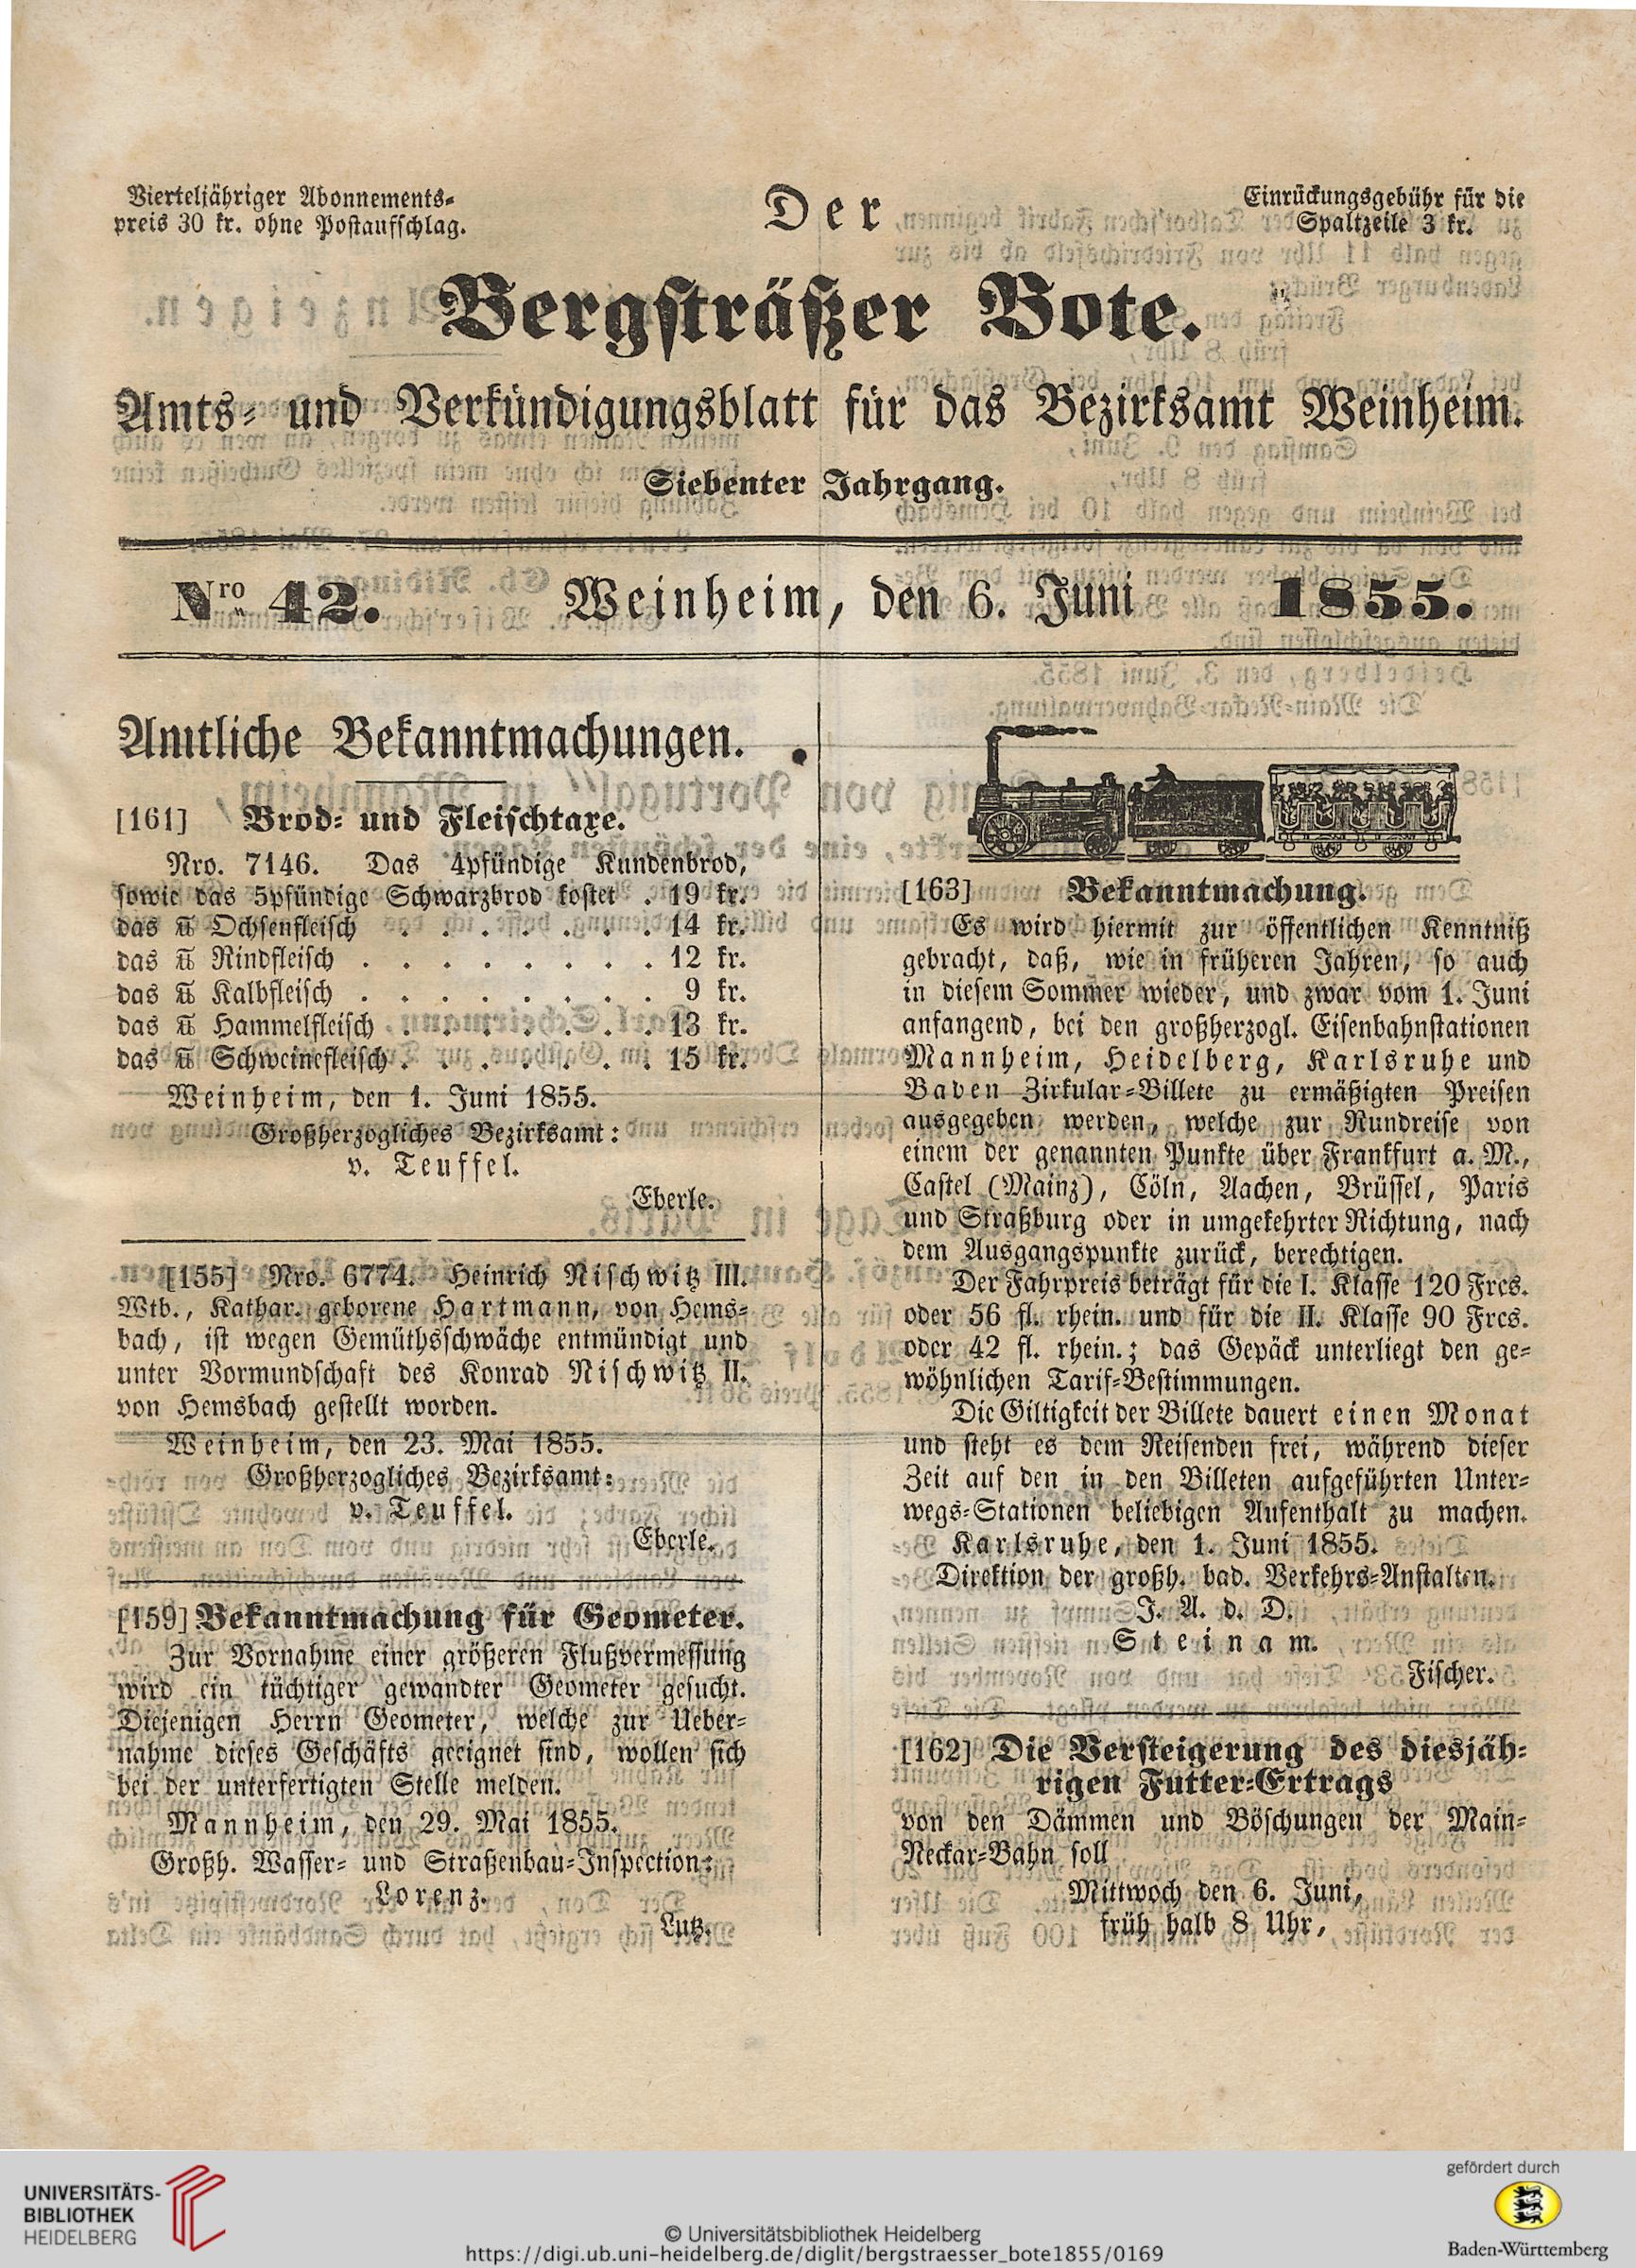 Vierteljähriger Abonnements-
preis 30 kr. ohne Postaufschlag.
Der
Einrückungsgebühr für die
Spaltzeile 3 kr.
Bergsträßer Bote.
Amts- und Verkündigungsblatt für das Bezirksamt Weinheim.
Siebenter Jahrgang.
Nro 42. Weinheim, den 6. Juni 1855.
Amtliche Bekanntmachungen.
[161] Brod- und Fleischtaxe.
Nro. 7146. Das 4pfündige Kundenbrod,
sowie das 5pfündige Schwarzbrod kostet . 19 kr.
das ℔ Ochsenfleisch . . . . . . . 14 kr.
das ℔ Rindfleisch . . . . . . . . 12 kr.
das ℔ Kalbfleisch . . . . . . . . 9 kr.
das ℔ Hammelfleisch . . . . . . . 13 kr.
das ℔ Schweinefleisch . . . . . . . 15 kr.
Weinheim, den 1. Juni 1855.
Großherzogliches Bezirksamt:
v. Teuffel.
Eberle.
[155] Nro. 6774. Heinrich Nischwitz III.
Wtb., Kathar. geborene Hartmann, von Hems-
bach, ist wegen Gemüthsschwäche entmündigt und
unter Vormundschaft des Konrad Nischwitz II.
von Hemsbach gestellt worden.
Weinheim, den 23. Mai 1855.
Großherzogliches Bezirksamt:
v. Teuffel.
Eberle.
[159] Bekanntmachung für Geometer.
Zur Vornahme einer größeren Flußvermessung
wird ein tüchtiger gewandter Geometer gesucht.
Diejenigen Herrn Geometer, welche zur Ueber-
nahme dieses Geschäfts geeignet sind, wollen sich
bei der unterfertigten Stelle melden.
Mannheim, den 29. Mai 1855.
Großh. Wasser- und Straßenbau-Inspection:
Lorenz.
Lutz.
[163] Bekanntmachung.
Es wird hiermit zur öffentlichen Kenntniß
gebracht, daß, wie in früheren Jahren, so auch
in diesem Sommer wieder, und zwar vom 1. Juni
anfangend, bei den großherzogl. Eisenbahnstationen
Mannheim, Heidelberg, Karlsruhe und
Baden Zirkular-Billete zu ermäßigten Preisen
ausgegeben werden, welche zur Rundreise von
einem der genannten Punkte über Frankfurt a. M.,
Castel (Mainz), Cöln, Aachen, Brüssel, Paris
und Straßburg oder in umgekehrter Richtung, nach
dem Ausgangspunkte zurück, berechtigen.
Der Fahrpreis beträgt für die I. Klasse 120 Frcs.
oder 56 fl. rhein. und für die II. Klasse 90 Frcs.
oder 42 fl. rhein.; das Gepäck unterliegt den ge-
wöhnlichen Tarif-Bestimmungen.
Die Giltigkeit der Billete dauert einen Monat
und steht es dem Reisenden frei, während dieser
Zeit auf den in den Billeten aufgeführten Unter-
wegs-Stationen beliebigen Aufenthalt zu machen.
Karlsruhe, den 1. Juni 1855.
Direktion der großh. bad. Verkehrs-Anstalten.
J. A. d. D.
Steinam.
Fischer.
[162] Die Versteigerung des diesjäh-
rigen Futter-Ertrags
von den Dämmen und Böschungen der Main-
Neckar-Bahn soll
Mittwoch den 6. Juni,
früh halb 8 Uhr,
UNIVERSITÄTS-
BIBLIOTHEK
HEIDELBERG
© Universitätsbibliothek Heidelberg
https://digi.ub.uni-heidelberg.de/diglit/bergstraesser_bote1855/0169
gefördert durch
Baden-Württemberg